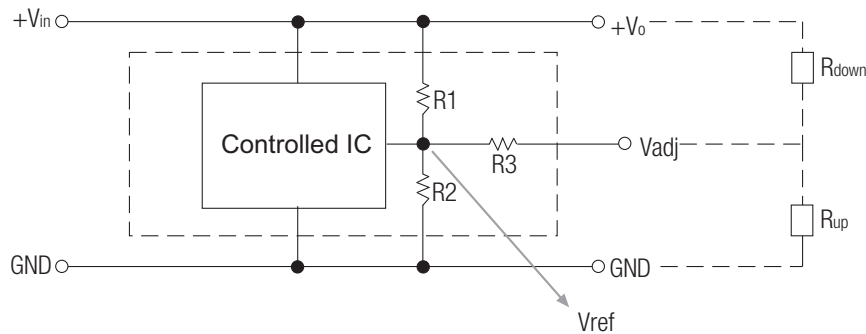 +Vin
+Vo
Rdown
R1
Controlled IC
Vadj
R3
R2
Rup
GND
GND
Vref